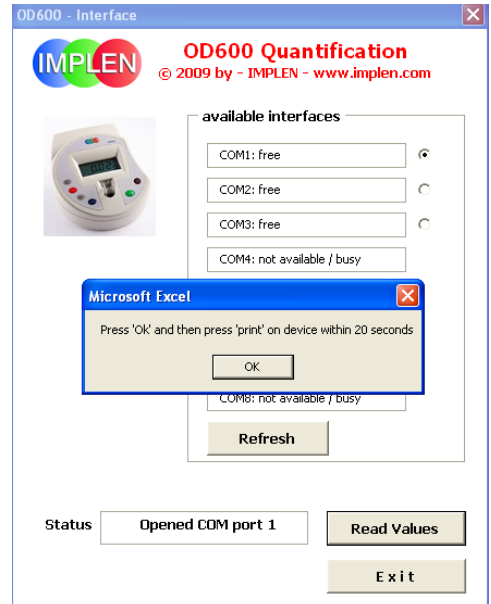 OD600 - Interface
IMPLEN
OD600 Quantification
© 2009 by - IMPLEN - www.implen.com
available interfaces
COM1: free
COM2: free
COM3: free
COM4: not available / busy
Microsoft Excel
Press 'Ok' and then press 'print' on device within 20 seconds
OK
COM8: not available / busy
Refresh
Status
Opened COM port 1
Read Values
Exit